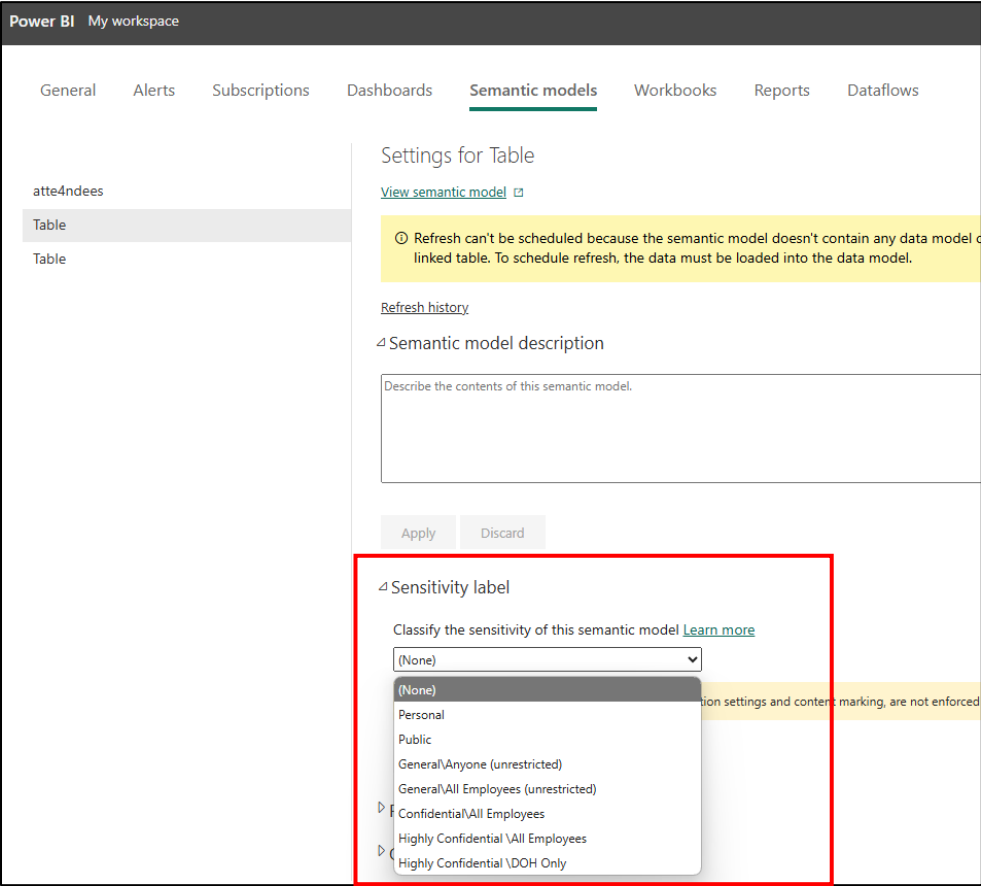 Power BI My workspace
General Alerts Subscriptions Dashboards Semantic models Workbooks Reports Dataflows
atte4ndees
Table
Table
Settings for Table
View semantic model
Refresh can't be scheduled because the semantic model doesn't contain any data model
linked table. To schedule refresh, the data must be loaded into the data model.
Refresh history
Semantic model description
Describe the contents of this semantic model.
Apply Discard
Sensitivity label
Classify the sensitivity of this semantic model Learn more
(None)
(None)
settings and content marking, are not enforced
Personal
Public
General\Anyone (unrestricted)
General\All Employees (unrestricted)
Confidential\All Employees
Highly Confidential \All Employees
Highly Confidential \DOH Only